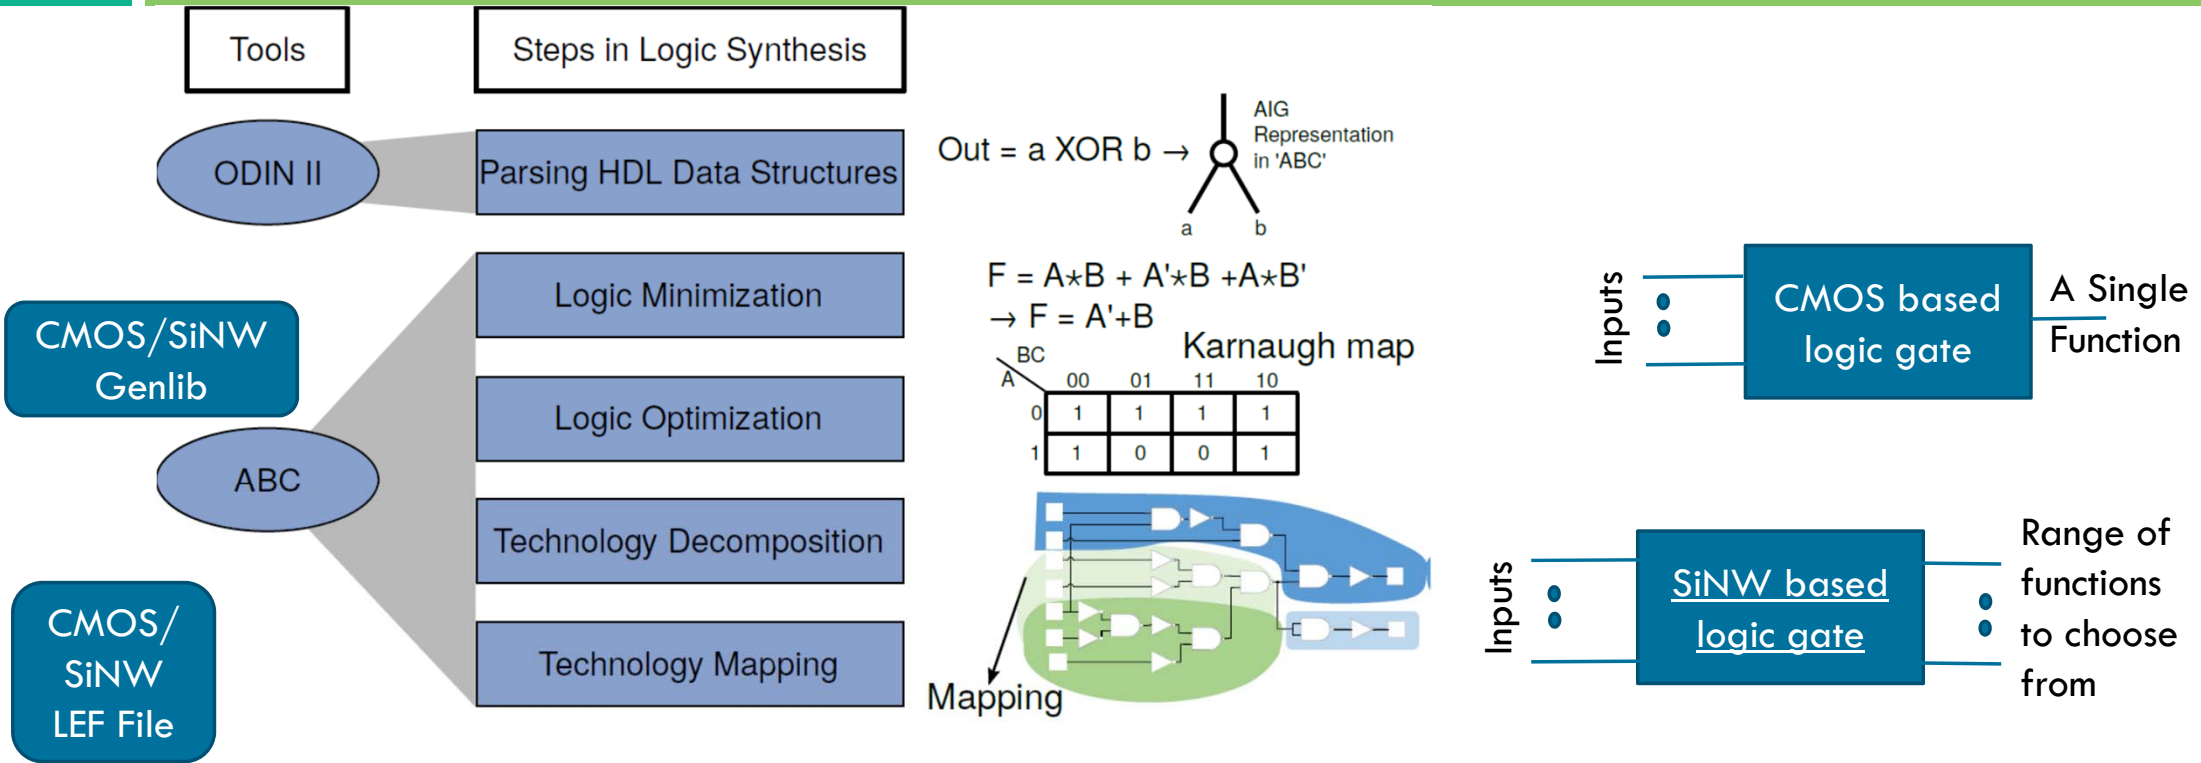 Tools
Steps in Logic Synthesis
ODIN II
Parsing HDL Data Structures
Out = a XOR b →
AIG
Representation
in 'ABC'
a
b
CMOS/SiNW
Genlib
ABC
CMOS/
SiNW
LEF File
Logic Minimization
Logic Optimization
Technology Decomposition
Technology Mapping
F = A*B + A'*B +A*B'
→ F = A'+B
Karnaugh map
BC
A
00 01 11 10
0 1 1 1 1
1 1 0 0 1
Mapping
Inputs
CMOS based
logic gate
A Single
Function
Inputs
SiNW based
logic gate
Range of
functions
to choose
from